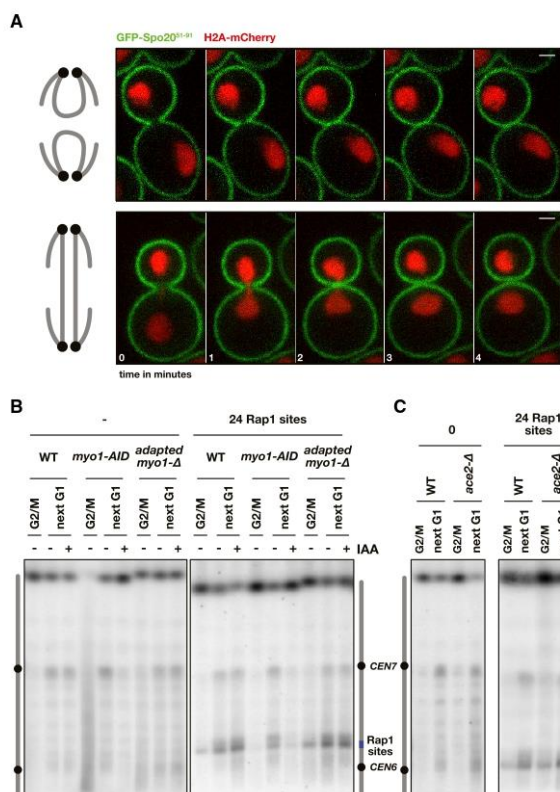 A
GFP-Spo20⁵¹⁻⁹¹ H2A-mCherry
0 1 2 3 4
time in minutes
B
- 24 Rap1 sites
WT myo1-AID adapted myo1-Δ WT myo1-AID adapted myo1-Δ
G2/M next G1 G2/M next G1 G2/M next G1 G2/M next G1 G2/M next G1 G2/M next G1
- - + - - + - - + - - + - - + - - + IAA
CEN7
Rap1
sites
CEN6
C
0 24 Rap1
sites
WT ace2-Δ WT ace2-Δ
G2/M next G1 G2/M next G1 G2/M next G1 G2/M